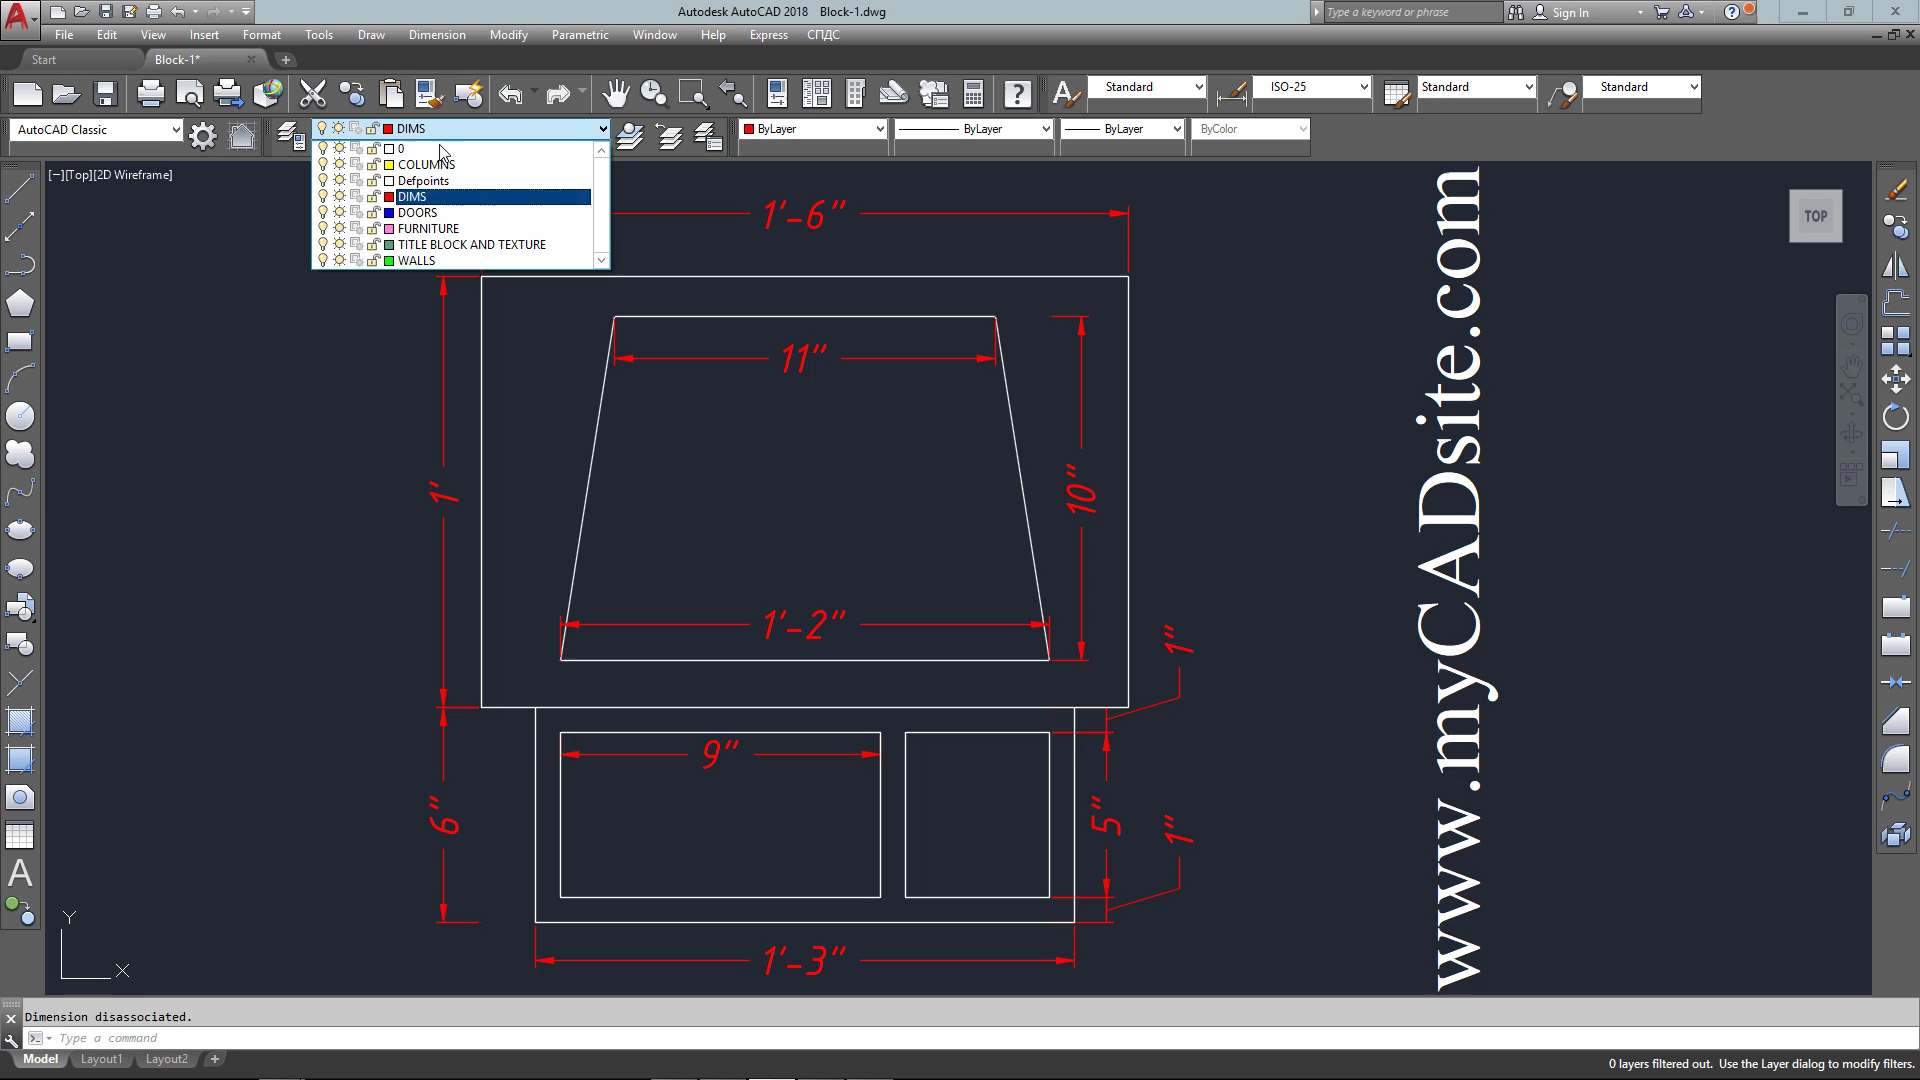 Autodesk AutoCAD 2018 Block-1.dwg
Type a keyword or phrase
Sign In
File Edit View Insert Format Tools Draw Dimension Modify Parametric Window Help Express СПДС
Start
Block-1*
Standard
ISO-25
Standard
Standard
AutoCAD Classic
DIMS
ByLayer
ByLayer
ByLayer
ByColor
0
COLUMNS
Defpoints
DIMS
DOORS
FURNITURE
TITLE BLOCK AND TEXTURE
WALLS
[−][Top][2D Wireframe]
TOP
1'-6"
11"
1'
10"
1'-2"
1"
9"
6"
5"
1"
1'-3"
www.myCADsite.com
Y
X
Dimension disassociated.
Type a command
Model Layout1 Layout2
0 layers filtered out. Use the Layer dialog to modify filters.